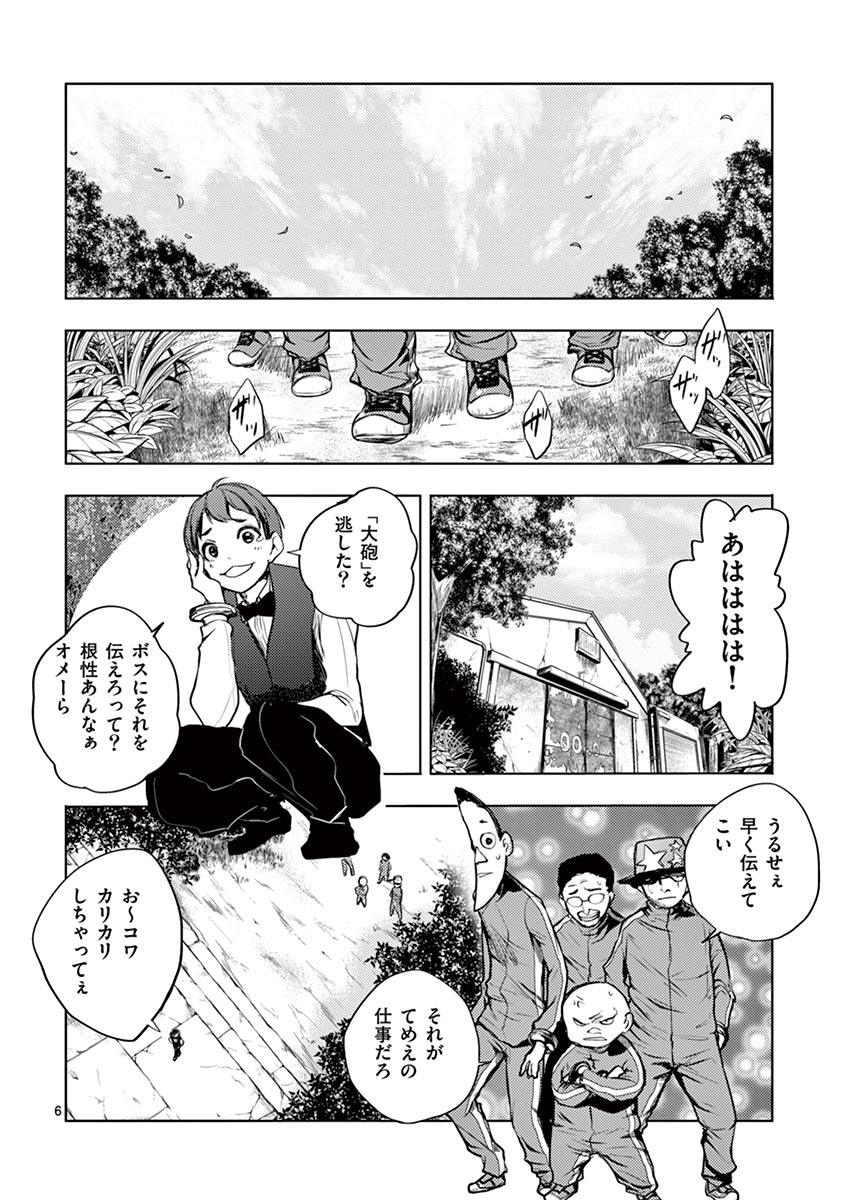 ザッ
ザッ
ザッ
ザッ
あはははは!
「大砲」を
逃した?
ボスにそれを
伝えろって?
根性あんなぁ
オメーら
うるせぇ
早く伝えて
こい
それが
てめえの
仕事だろ
お〜コワ
カリカリ
しちゃってぇ
6